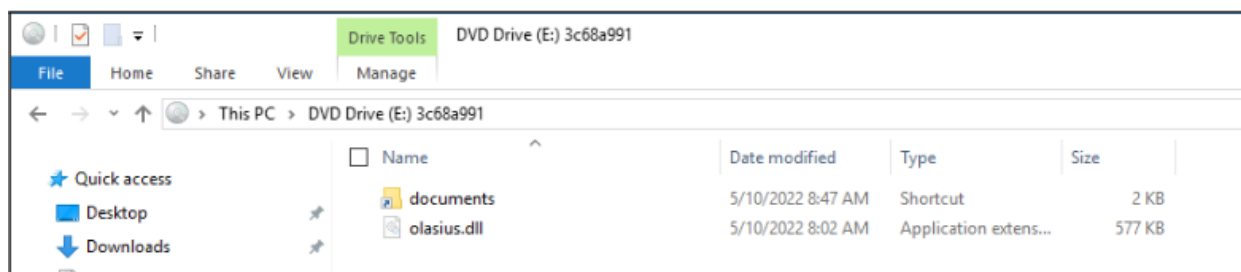 Drive Tools DVD Drive (E:) 3c68a991
File Home Share View Manage
This PC > DVD Drive (E:) 3c68a991
Name Date modified Type Size
Quick access
documents 5/10/2022 8:47 AM Shortcut 2 KB
Desktop
olasius.dll 5/10/2022 8:02 AM Application extens... 577 KB
Downloads